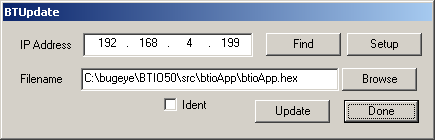 BTUpdate
IP Address 192 . 168 . 4 . 199 Find Setup
Filename C:\bugeye\BTIO50\src\btioApp\btioApp.hex Browse
Ident Update Done